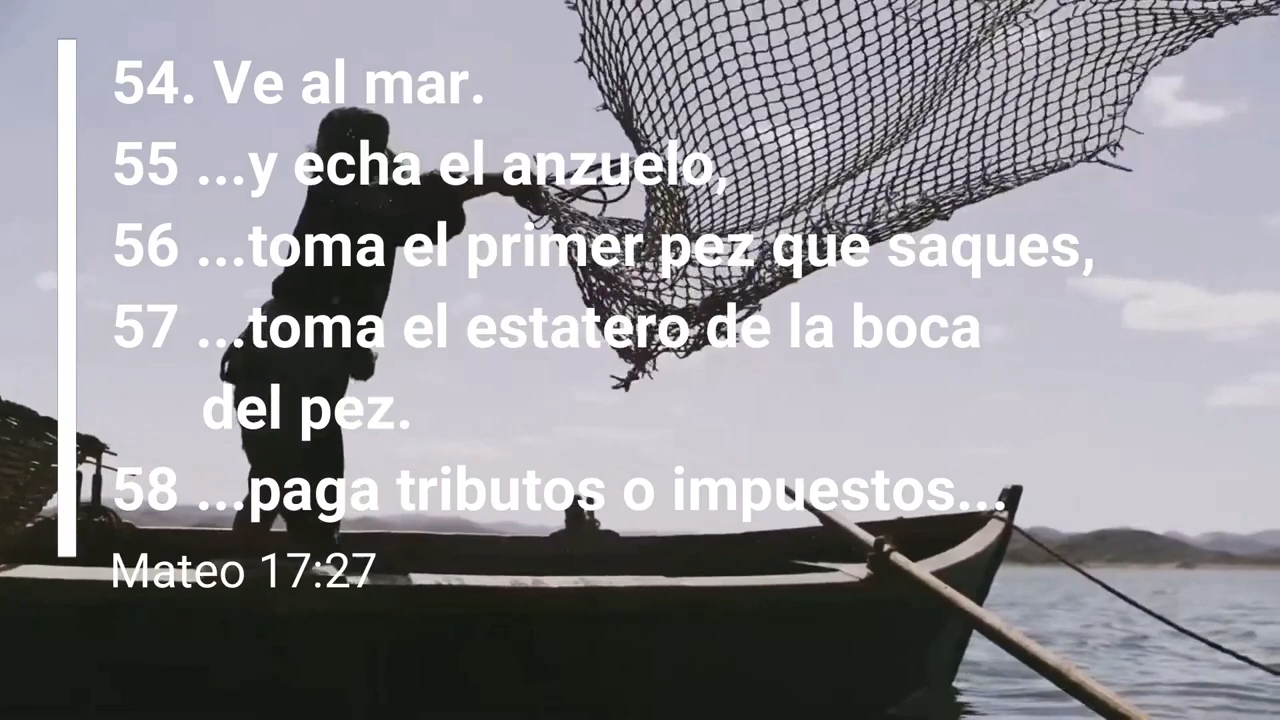 54. Ve al mar.
55 ...y echa el anzuelo,
56 ...toma el primer pez que saques,
57 ...toma el estatero de la boca
del pez.
58 ...paga tributos o impuestos...
Mateo 17:27